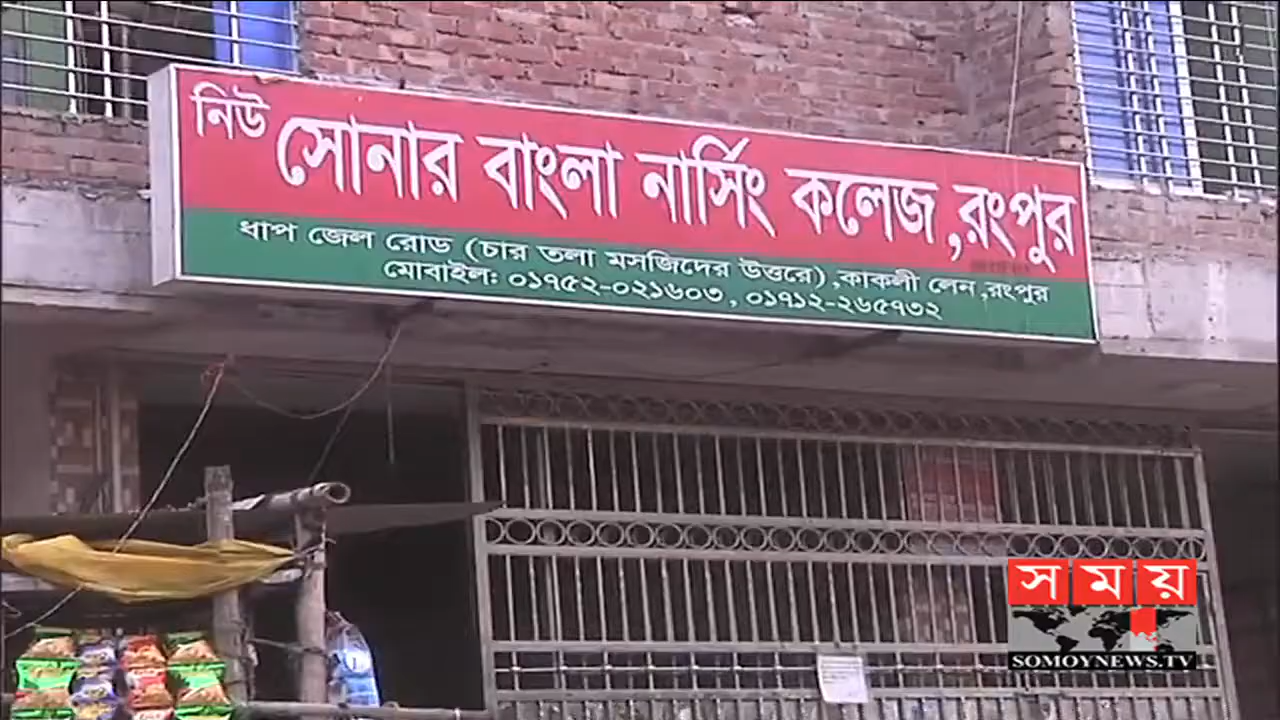 নিউ সোনার বাংলা নার্সিং কলেজ,রংপুর
ধাপ জেল রোড (চার তলা মসজিদের উত্তরে),কাকলী লেন,রংপুর
মোবাইল: ০১৭৫২-০২১৬০৩, ০১৭১২-২৬৫৭৩২
সময়
SOMOYNEWS.TV